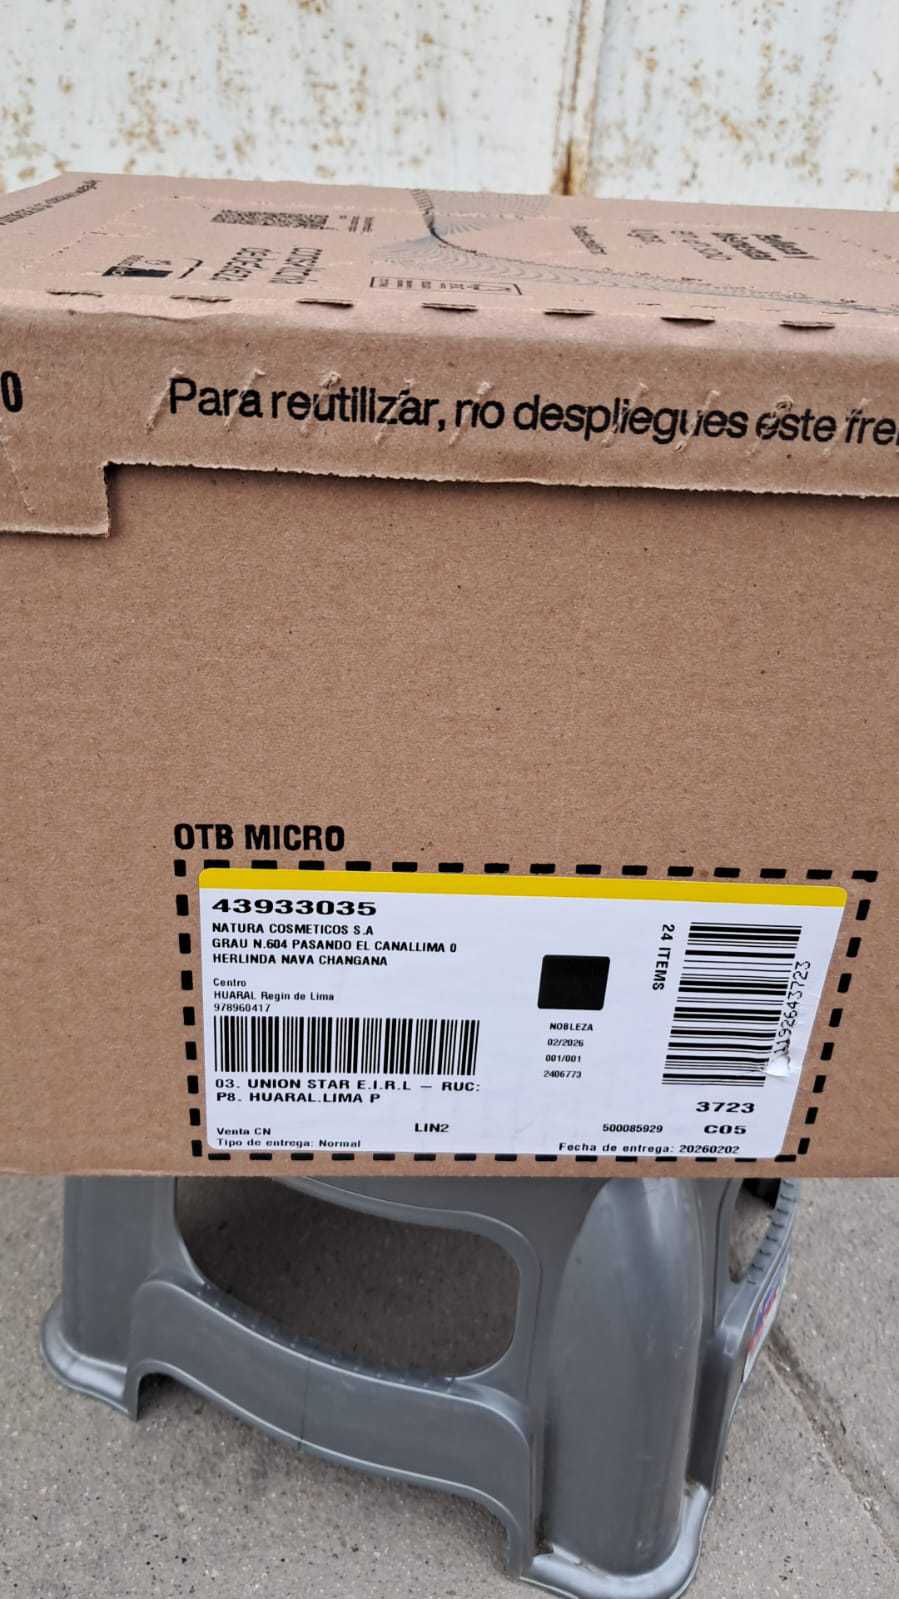 0
Para reutilizar, no despliegues este fre
OTB MICRO
43933035
NATURA COSMETICOS S.A
GRAU N.604 PASANDO EL CANALLIMA 0
HERLINDA NAVA CHANGANA
Centro
HUARAL Regin de Lima
978960417
03. UNION STAR E.I.R.L – RUC:
P8. HUARAL.LIMA P
Venta CN
Tipo de entrega: Normal
LIN2
NOBLEZA
02/2026
001/001
2406773
24 ITEMS
1192643723
3723
500085929 C05
Fecha de entrega: 20260202